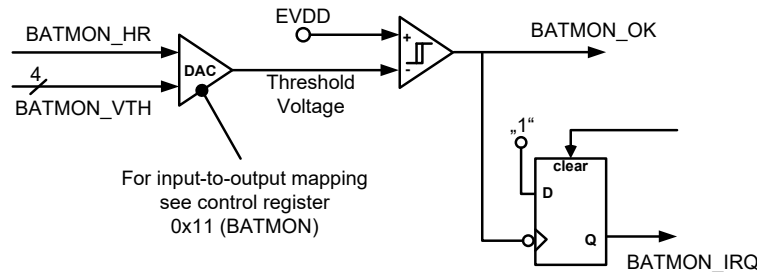 EVDD
BATMON_HR
BATMON_OK
+
DAC
-
4
Threshold
Voltage
BATMON_VTH
„1“
clear
For input-to-output mapping
see control register
0x11 (BATMON)
D
Q
BATMON_IRQ